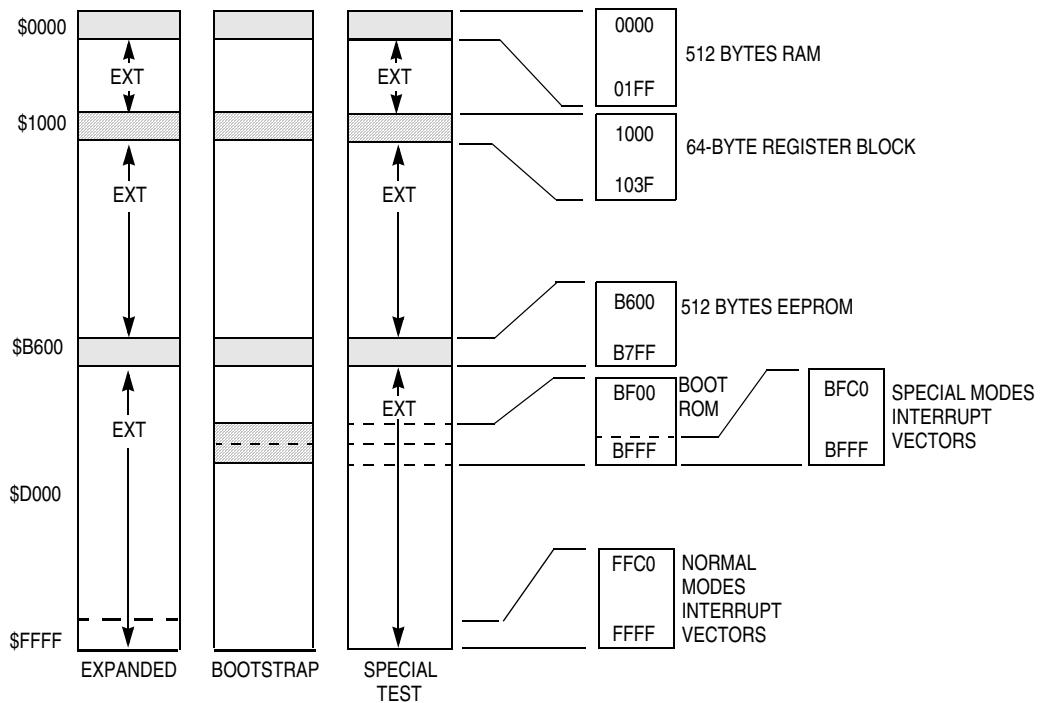 $0000
EXT
$1000
EXT
$B600
EXT
$D000
$FFFF
EXPANDED
BOOTSTRAP
EXT
EXT
EXT
SPECIAL
TEST
0000
01FF
512 BYTES RAM
1000
103F
64-BYTE REGISTER BLOCK
B600
B7FF
512 BYTES EEPROM
BF00
BFFF
BOOT
ROM
BFC0
BFFF
SPECIAL MODES
INTERRUPT
VECTORS
FFC0
FFFF
NORMAL
MODES
INTERRUPT
VECTORS